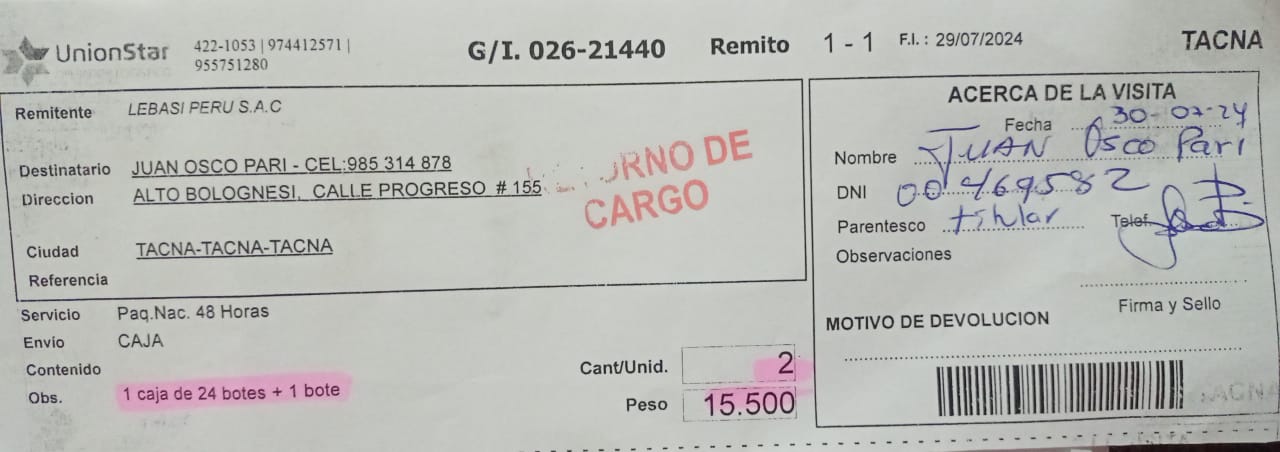 UnionStar 422-1053 | 974412571 |
955751280
G/I. 026-21440 Remito 1 - 1 F.I. : 29/07/2024 TACNA
Remitente LEBASI PERU S.A.C
Destinatario JUAN OSCO PARI - CEL:985 314 878
Direccion ALTO BOLOGNESI, CALLE PROGRESO # 155
Ciudad TACNA-TACNA-TACNA
Referencia
CARGO
Servicio Paq.Nac. 48 Horas
Envío CAJA
Contenido
Obs. 1 caja de 24 botes + 1 bote
Cant/Unid. 2
Peso 15.500
ACERCA DE LA VISITA
Fecha 30-07-24
Nombre JUAN Osco Pari
DNI 00469582
Parentesco titular Telef.
Observaciones
Firma y Sello
MOTIVO DE DEVOLUCION
TACNA